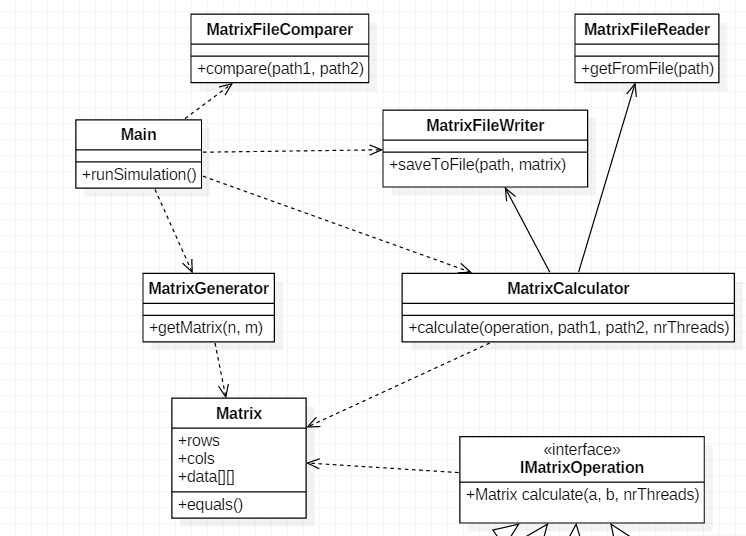 MatrixFileComparer
+compare(path1, path2)
MatrixFileReader
+getFromFile(path)
Main
+runSimulation()
MatrixFileWriter
+saveToFile(path, matrix)
MatrixGenerator
+getMatrix(n, m)
MatrixCalculator
+calculate(operation, path1, path2, nrThreads)
Matrix
+rows
+cols
+data[][]
+equals()
«interface»
IMatrixOperation
+Matrix calculate(a, b, nrThreads)